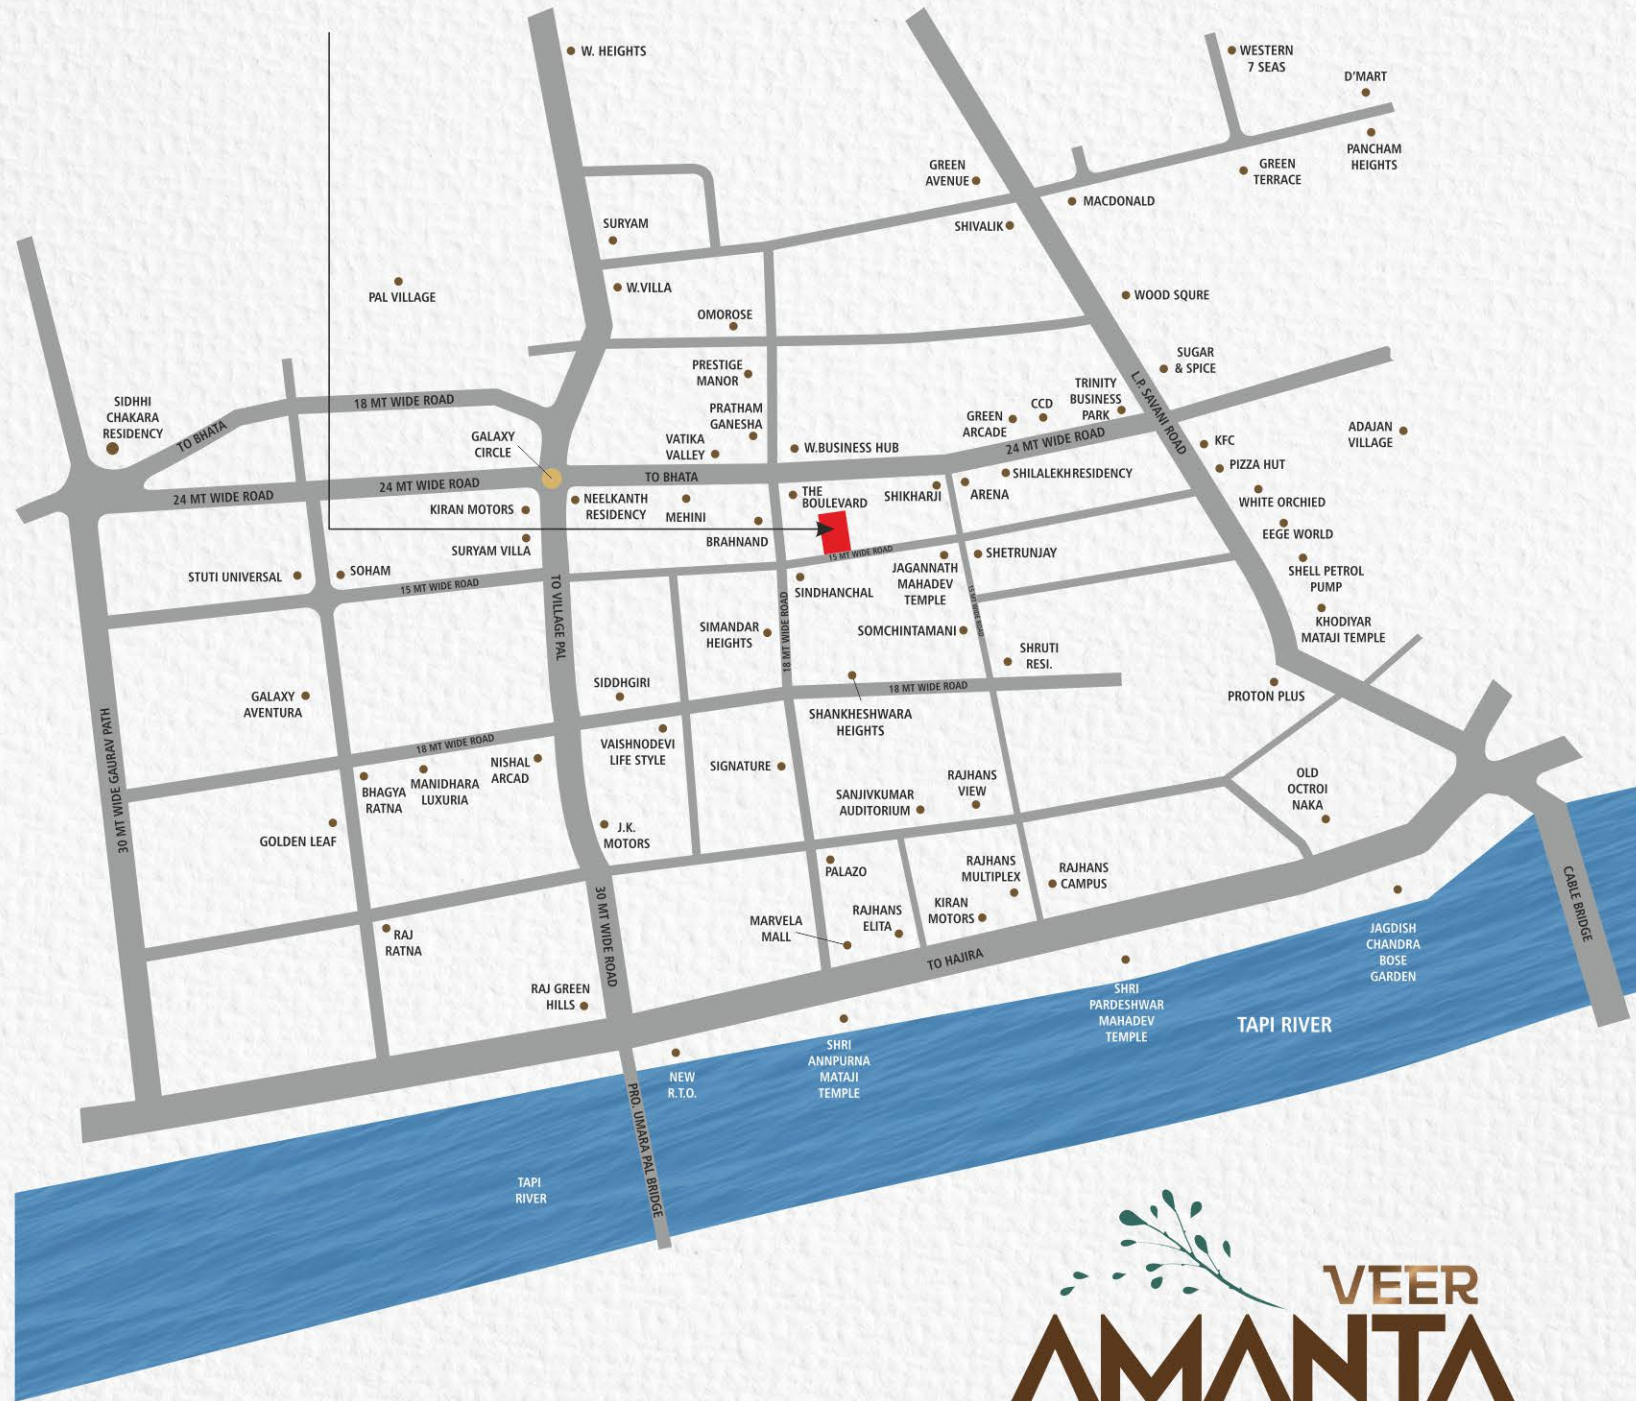 W. HEIGHTS
WESTERN
7 SEAS
D'MART
PANCHAM
HEIGHTS
GREEN
TERRACE
GREEN
AVENUE
MACDONALD
SHIVALIK
SURYAM
PAL VILLAGE
W.VILLA
WOOD SQURE
OMOROSE
SUGAR
& SPICE
PRESTIGE
MANOR
L.P. SAVANI ROAD
TRINITY
BUSINESS
PARK
CCD
GREEN
ARCADE
PRATHAM
GANESHA
SIDHHI
CHAKARA
RESIDENCY
TO BHATA
18 MT WIDE ROAD
GALAXY
CIRCLE
VATIKA
VALLEY
W.BUSINESS HUB
24 MT WIDE ROAD
KFC
ADAJAN
VILLAGE
PIZZA HUT
24 MT WIDE ROAD
24 MT WIDE ROAD
TO BHATA
SHILALEKHRESIDENCY
ARENA
SHIKHARJI
THE
BOULEVARD
WHITE ORCHIED
KIRAN MOTORS
NEELKANTH
RESIDENCY
MEHINI
BRAHNAND
EEGE WORLD
SURYAM VILLA
15 MT WIDE ROAD
SHETRUNJAY
STUTI UNIVERSAL
SOHAM
15 MT WIDE ROAD
TO VILLAGE PAL
SINDHANCHAL
JAGANNATH
MAHADEV
TEMPLE
15 MT WIDE ROAD
SHELL PETROL
PUMP
KHODIYAR
MATAJI TEMPLE
SIMANDAR
HEIGHTS
18 MT WIDE ROAD
SOMCHINTAMANI
SHRUTI
RESI.
GALAXY
AVENTURA
SIDDHGIRI
18 MT WIDE ROAD
PROTON PLUS
SHANKHESHWARA
HEIGHTS
30 MT WIDE GAURAV PATH
18 MT WIDE ROAD
VAISHNODEVI
LIFE STYLE
NISHAL
ARCAD
SIGNATURE
BHAGYA
RATNA
MANIDHARA
LUXURIA
RAJHANS
VIEW
SANJIVKUMAR
AUDITORIUM
OLD
OCTROI
NAKA
GOLDEN LEAF
J.K.
MOTORS
PALAZO
RAJHANS
MULTIPLEX
RAJHANS
CAMPUS
KIRAN
MOTORS
RAJHANS
ELITA
MARVELA
MALL
30 MT WIDE ROAD
CABLE BRIDGE
RAJ
RATNA
TO HAJIRA
JAGDISH
CHANDRA
BOSE
GARDEN
RAJ GREEN
HILLS
SHRI
PARDESHWAR
MAHADEV
TEMPLE
TAPI RIVER
SHRI
ANNPURNA
MATAJI
TEMPLE
NEW
R.T.O.
PRO. UMARA PAL BRIDGE
TAPI
RIVER
VEER
AMANTA